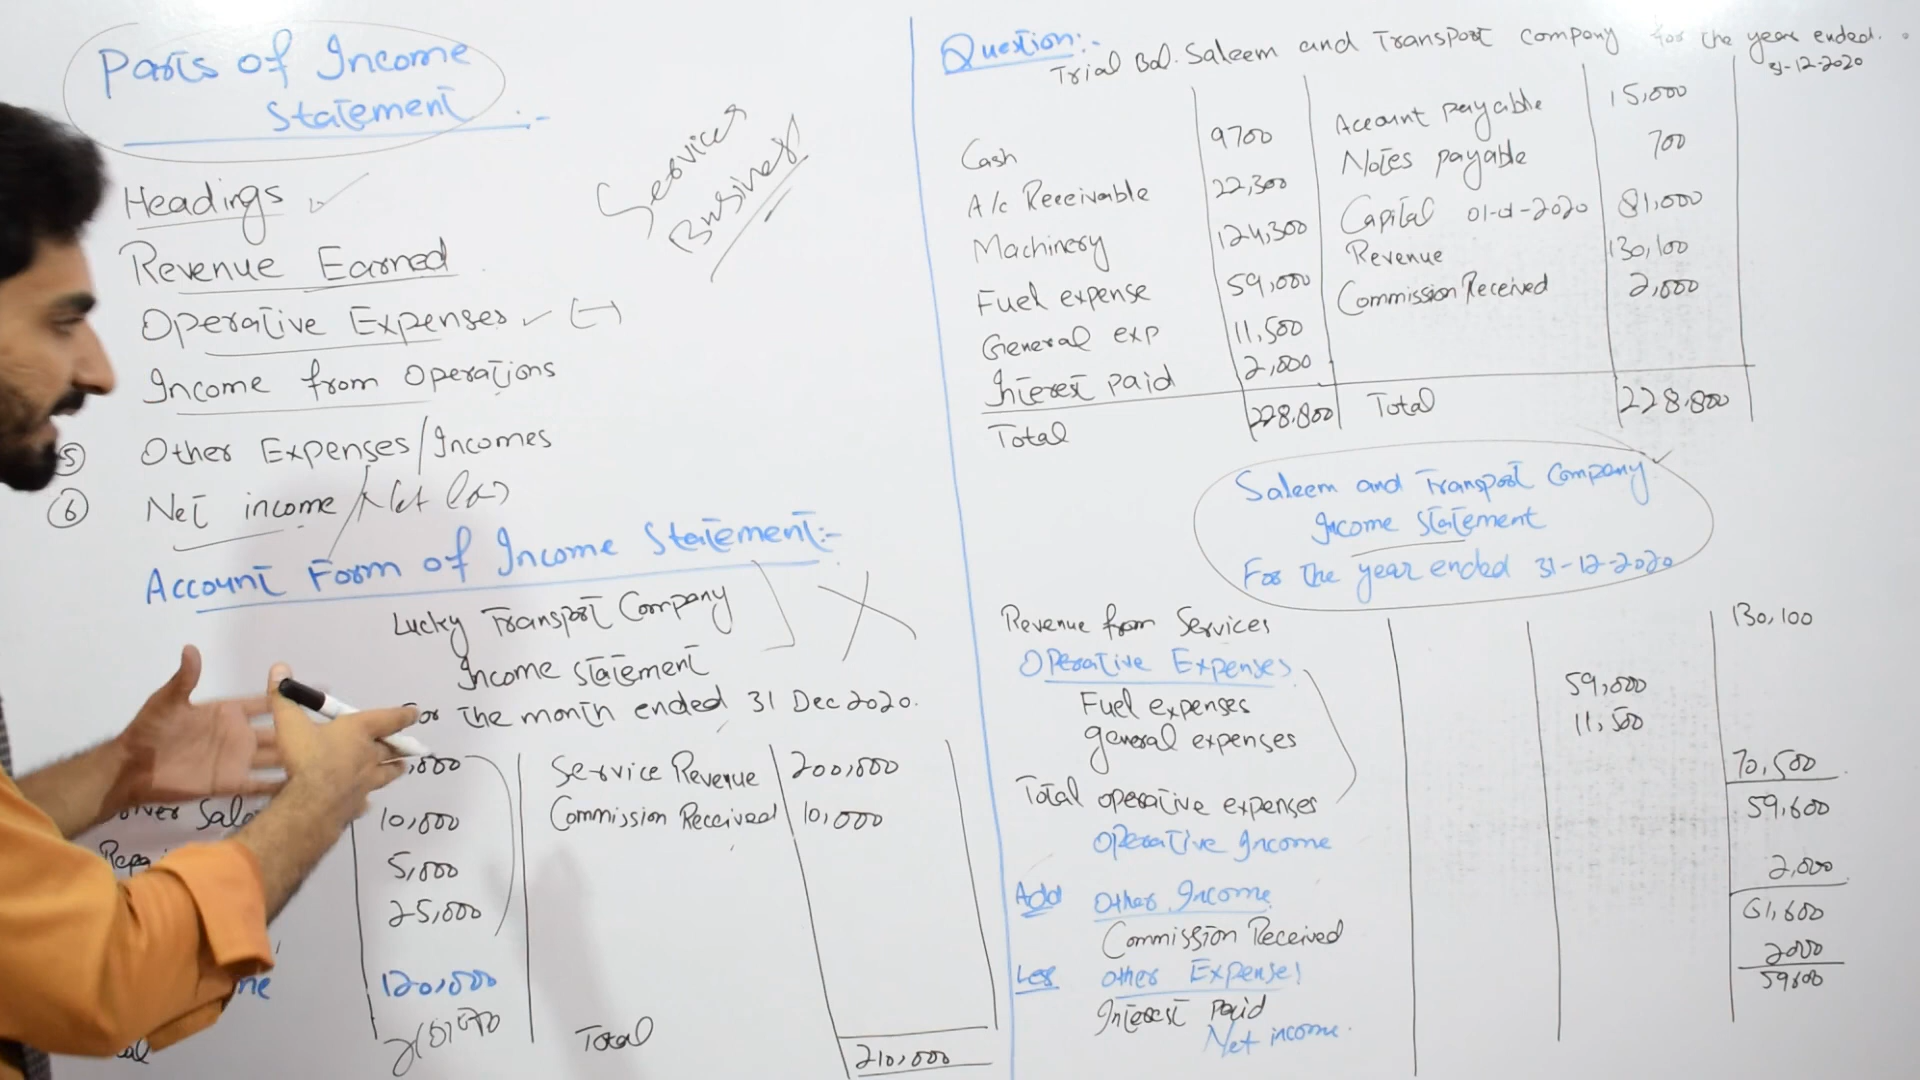 Parts of Income
Statement :-
Services
Business
Headings
Revenue Earned
Operative Expenses (-)
Income from Operations
5 Other Expenses/Incomes
6 Net income/Net
Account Form of Income Statement:-
Lucky Transport Company
Income Statement
For the month ended 31 Dec 2020.
,000 Service Revenue 200,000
10,000 Commission Received 10,000
5,000
25,000
120,000
Total 210,000
Question:-
Trial Bal. Saleem and Transport Company for the year ended.
31-12-2020
Cash 9700 Account payable 15,000
A/c Receivable 22,300 Notes payable 700
Machinery 124,300 Capital 01-01-2020 81,000
Fuel expense 59,000 Revenue 130,100
General exp 11,500 Commission Received 2,000
Interest paid 2,000
Total 228,800 Total 228,800
Saleem and Transport Company
Income Statement
For the year ended 31-12-2020
Revenue from Services 130,100
Operative Expenses
Fuel expenses 59,000
general expenses 11,500
Total operative expenses 70,500
Operative Income 59,600
Add Other Income
Commission Received 2,000
61,600
Less Other Expenses
Interest Paid 2000
Net income. 59600